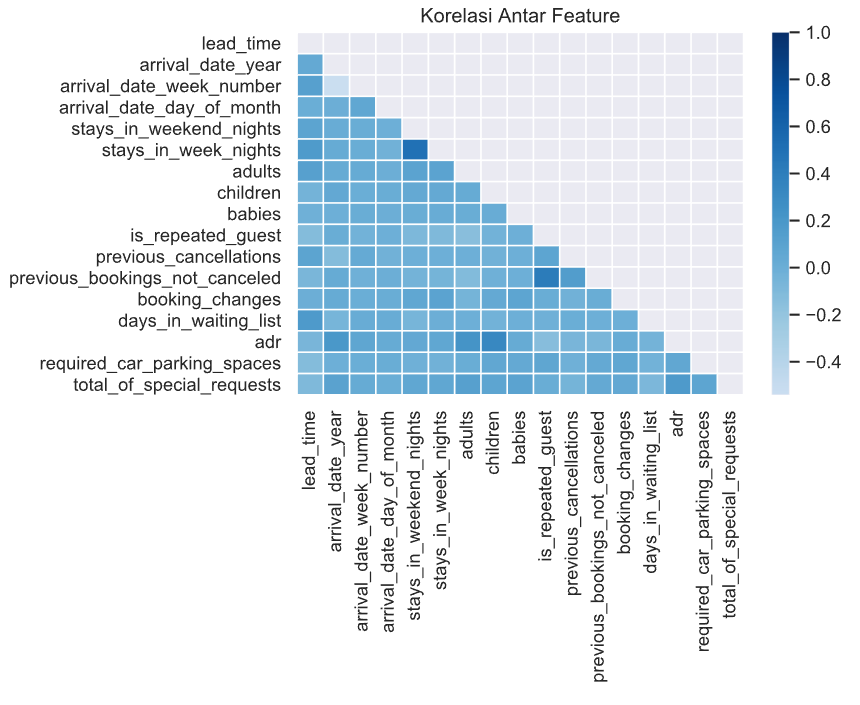 Korelasi Antar Feature
lead_time
arrival_date_year
arrival_date_week_number
arrival_date_day_of_month
stays_in_weekend_nights
stays_in_week_nights
adults
children
babies
is_repeated_guest
previous_cancellations
previous_bookings_not_canceled
booking_changes
days_in_waiting_list
adr
required_car_parking_spaces
total_of_special_requests
lead_time
arrival_date_year
arrival_date_week_number
arrival_date_day_of_month
stays_in_weekend_nights
stays_in_week_nights
adults
children
babies
is_repeated_guest
previous_cancellations
previous_bookings_not_canceled
booking_changes
days_in_waiting_list
adr
required_car_parking_spaces
total_of_special_requests
1.0
0.8
0.6
0.4
0.2
0.0
−0.2
−0.4